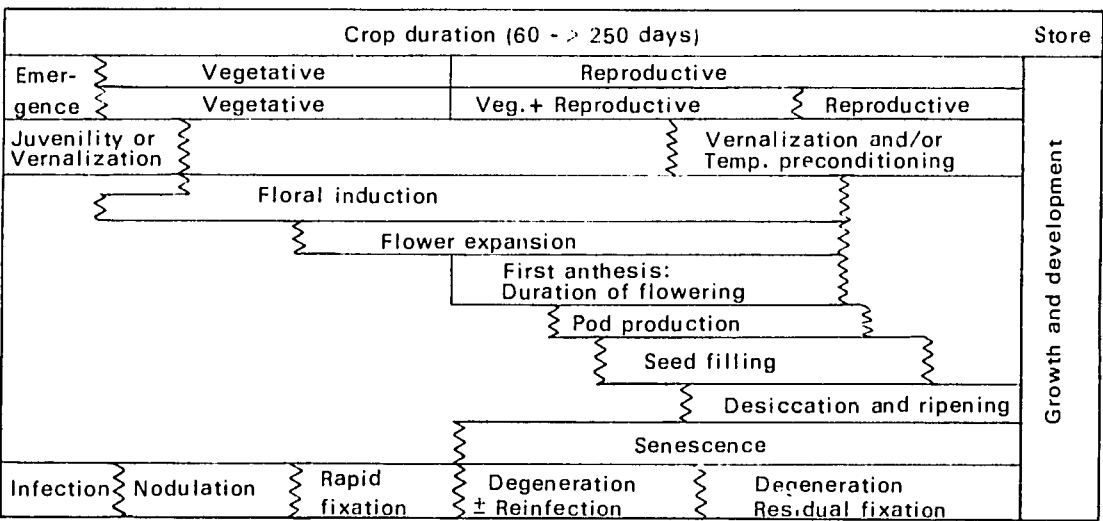 Crop duration (60 - > 250 days)
Store
Emer-
gence
Vegetative
Reproductive
Vegetative
Veg. + Reproductive
Reproductive
Juvenility or
Vernalization
Vernalization and/or
Temp. preconditioning
Floral induction
Flower expansion
First anthesis:
Duration of flowering
Pod production
Seed filling
Desiccation and ripening
Senescence
Infection
Nodulation
Rapid
fixation
Degeneration
± Reinfection
Degeneration
Residual fixation
Growth and development